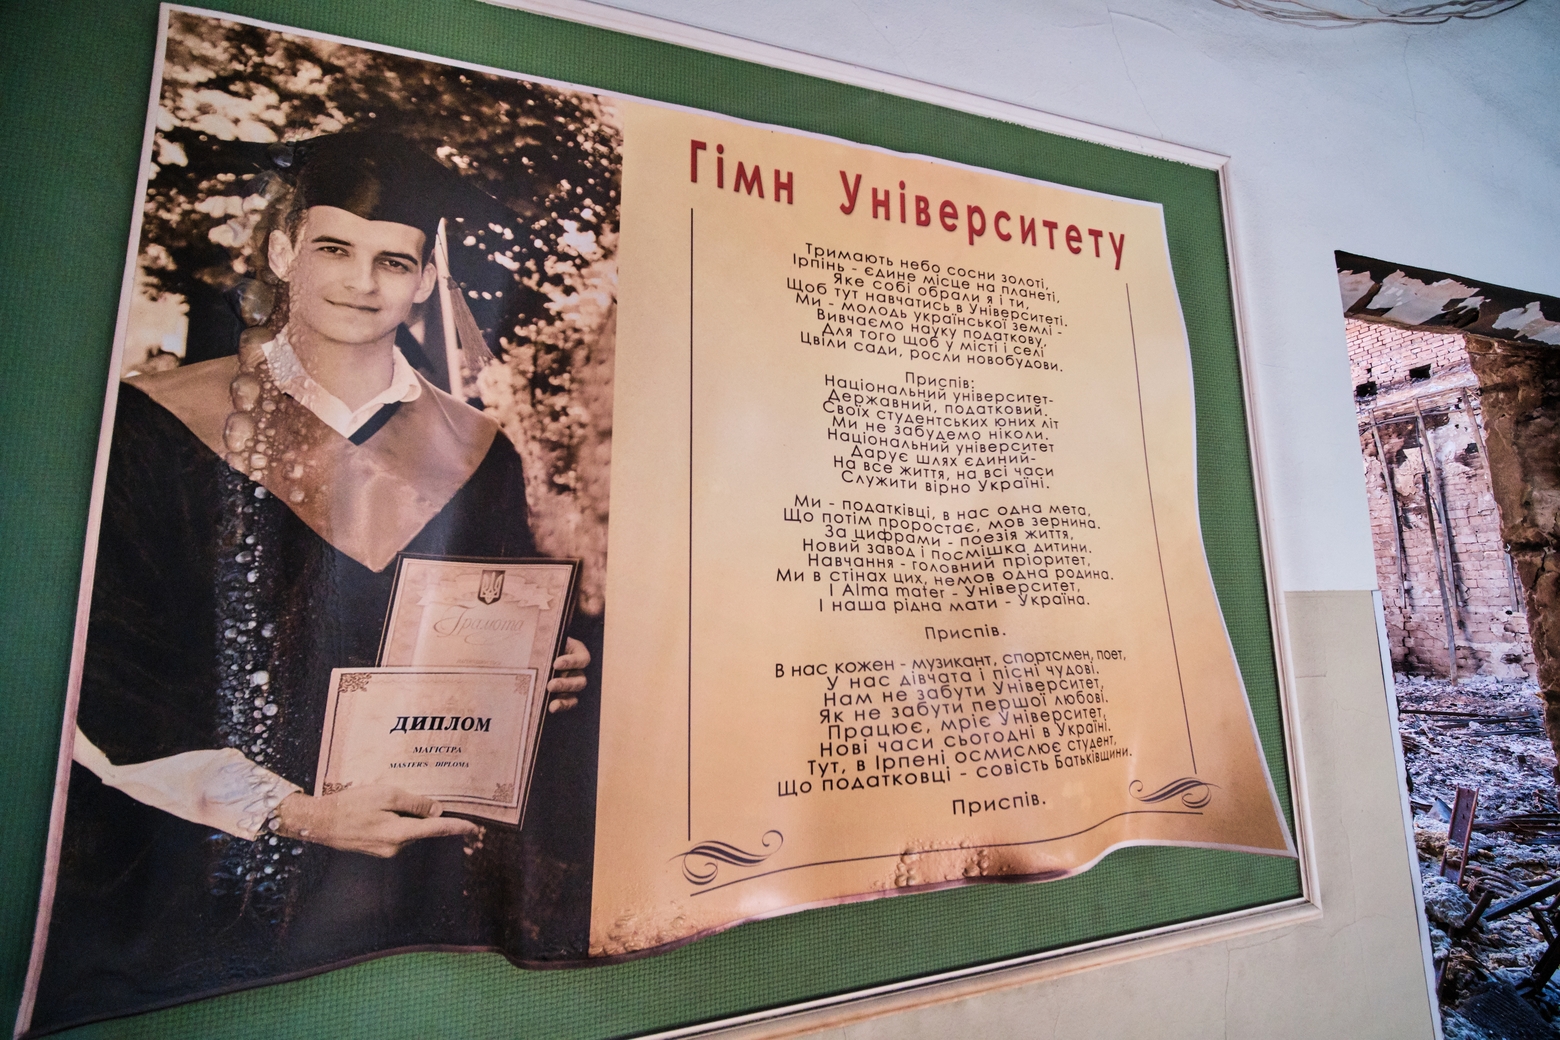 Гімн Університету
Тримають небо сосни золоті,
Ірпінь - єдине місце на планеті,
Яке собі обрали я і ти,
Щоб тут навчатись в Університеті.
Ми - молодь української землі -
Вивчаємо науку податкову,
Для того щоб у місті і селі
Цвіли сади, росли новобудови.
Приспів:
Національний університет-
Державний, податковий.
Своїх студентських юних літ
Ми не забудемо ніколи.
Національний університет
Дарує шлях єдиний-
На все життя, на всі часи
Служити вірно Україні.
Ми - податківці, в нас одна мета,
Що потім проростає, мов зернина.
За цифрами - поезія життя,
Новий завод і посмішка дитини.
Навчання - головний пріоритет,
Ми в стінах цих, немов одна родина.
І Alma mater - Університет,
І наша рідна мати - Україна.
Приспів.
В нас кожен - музикант, спортсмен, поет,
У нас дівчата і пісні чудові.
Нам не забути Університет,
Як не забути першої любові.
Працює, мріє Університет,
Нові часи сьогодні в Україні.
Тут, в Ірпені осмислює студент,
Що податковці - совість Батьківщини.
Приспів.
Грамота
ДИПЛОМ
МАГІСТРА
MASTER'S DIPLOMA